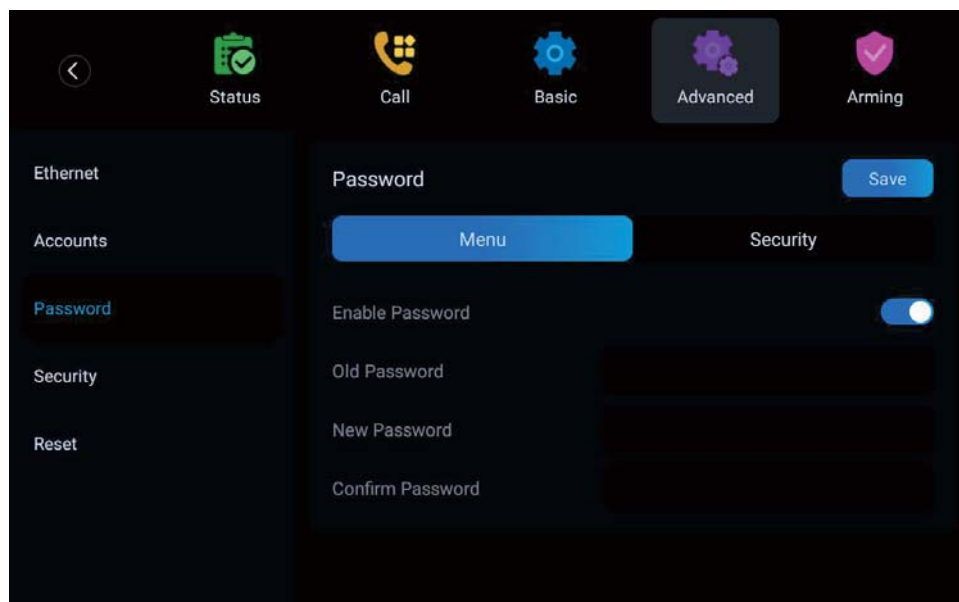 Status
Call
Basic
Advanced
Arming
Ethernet
Accounts
Password
Security
Reset
Password
Save
Menu
Security
Enable Password
Old Password
New Password
Confirm Password